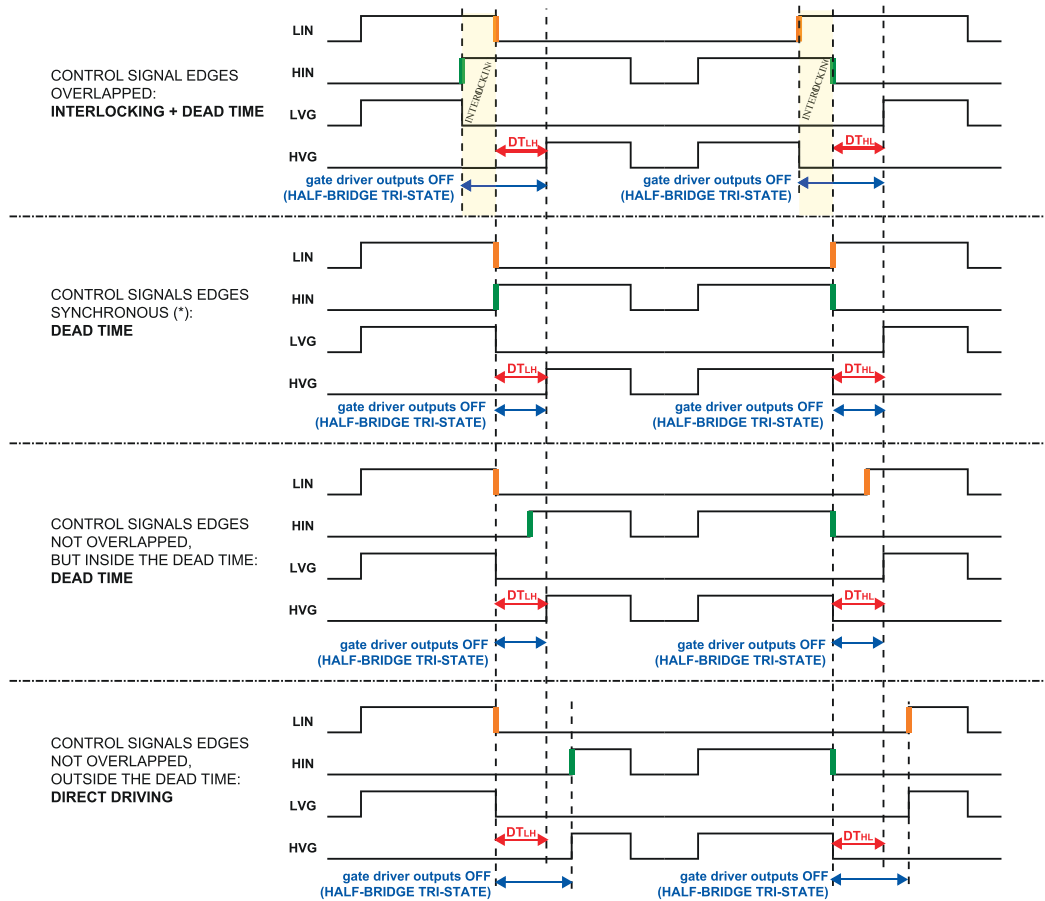 LIN
HIN
LVG
HVG
CONTROL SIGNAL EDGES
OVERLAPPED:
INTERLOCKING + DEAD TIME
INTERLOCKING
INTERLOCKING
DTLH
DTHL
gate driver outputs OFF
(HALF-BRIDGE TRI-STATE)
gate driver outputs OFF
(HALF-BRIDGE TRI-STATE)
LIN
HIN
LVG
HVG
CONTROL SIGNALS EDGES
SYNCHRONOUS (*):
DEAD TIME
DTLH
DTHL
gate driver outputs OFF
(HALF-BRIDGE TRI-STATE)
gate driver outputs OFF
(HALF-BRIDGE TRI-STATE)
LIN
HIN
LVG
HVG
CONTROL SIGNALS EDGES
NOT OVERLAPPED,
BUT INSIDE THE DEAD TIME:
DEAD TIME
DTLH
DTHL
gate driver outputs OFF
(HALF-BRIDGE TRI-STATE)
gate driver outputs OFF
(HALF-BRIDGE TRI-STATE)
LIN
HIN
LVG
HVG
CONTROL SIGNALS EDGES
NOT OVERLAPPED,
OUTSIDE THE DEAD TIME:
DIRECT DRIVING
DTLH
DTHL
gate driver outputs OFF
(HALF-BRIDGE TRI-STATE)
gate driver outputs OFF
(HALF-BRIDGE TRI-STATE)